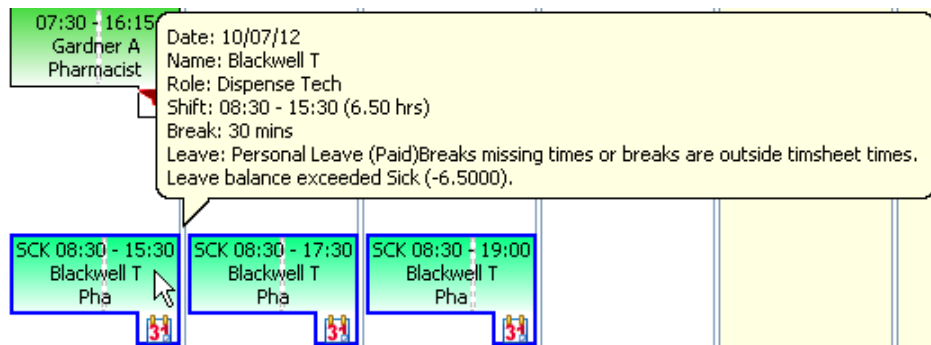 07:30 - 16:15
Gardner A
Pharmacist
Date: 10/07/12
Name: Blackwell T
Role: Dispense Tech
Shift: 08:30 - 15:30 (6.50 hrs)
Break: 30 mins
Leave: Personal Leave (Paid)Breaks missing times or breaks are outside timsheet times.
Leave balance exceeded Sick (-6.5000).
SCK 08:30 - 15:30
Blackwell T
Pha
31
SCK 08:30 - 17:30
Blackwell T
Pha
31
SCK 08:30 - 19:00
Blackwell T
Pha
31